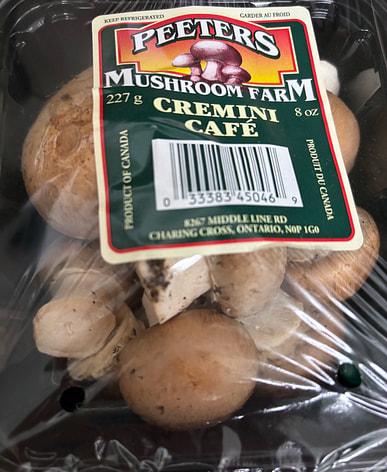 KEEP REFRIGERATED
GARDER AU FROID
PEETERS
MUSHROOM FARM
227 g
8 oz
CREMINI
CAFÉ
PRODUCT OF CANADA
PRODUIT DU CANADA
0 33383 45046 9
8267 MIDDLE LINE RD
CHARING CROSS, ONTARIO, N0P 1G0